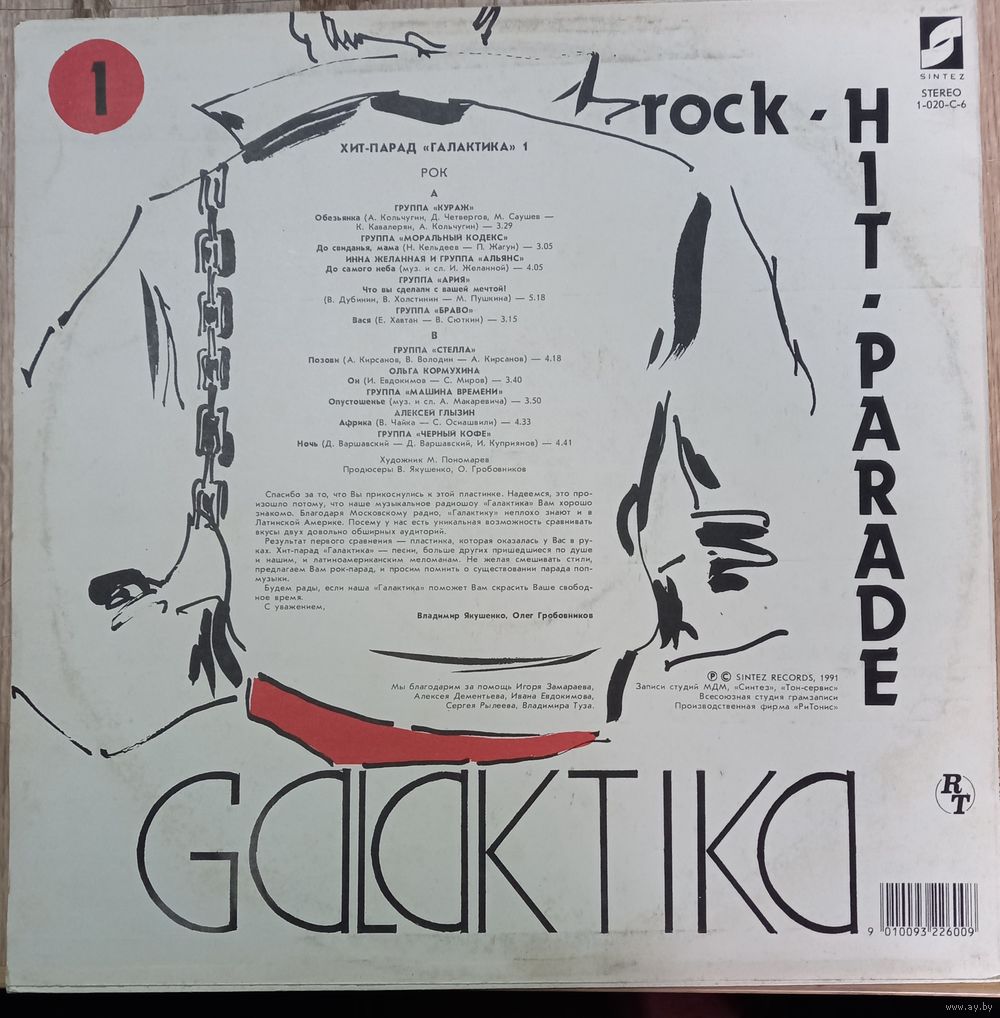 1
SINTEZ
STEREO
1-020-C-6
rock - HIT - PARADE
ХИТ-ПАРАД «ГАЛАКТИКА» 1
РОК
А
ГРУППА «КУРАЖ»
Обезьянка (А. Кольчугин, Д. Четвергов, М. Саушев —
К. Кавалерян, А. Кольчугин) — 3.29
ГРУППА «МОРАЛЬНЫЙ КОДЕКС»
До свиданья, мама (Н. Кельдеев — П. Жагун) — 3.05
ИННА ЖЕЛАННАЯ И ГРУППА «АЛЬЯНС»
До самого неба (муз. и сл. И. Желанной) — 4.05
ГРУППА «АРИЯ»
Что вы сделали с вашей мечтой!
(В. Дубинин, В. Холстинин — М. Пушкина) — 5.18
ГРУППА «БРАВО»
Вася (Е. Хавтан — В. Сюткин) — 3.15
В
ГРУППА «СТЕЛЛА»
Позови (А. Кирсанов, В. Володин — А. Кирсанов) — 4.18
ОЛЬГА КОРМУХИНА
Он (И. Евдокимов — С. Миров) — 3.40
ГРУППА «МАШИНА ВРЕМЕНИ»
Опустошенье (муз. и сл. А. Макаревича) — 3.50
АЛЕКСЕЙ ГЛЫЗИН
Африка (В. Чайка — С. Осиашвили) — 4.33
ГРУППА «ЧЕРНЫЙ КОФЕ»
Ночь (Д. Варшавский — Д. Варшавский, И. Куприянов) — 4.41
Художник М. Пономарев
Продюсеры В. Якушенко, О. Гробовников
Спасибо за то, что Вы прикоснулись к этой пластинке. Надеемся, это про-
изошло потому, что наше музыкальное радиошоу «Галактика» Вам хорошо
знакомо. Благодаря Московскому радио, «Галактику» неплохо знают и в
Латинской Америке. Посему у нас есть уникальная возможность сравнивать
вкусы двух довольно обширных аудиторий.
Результат первого сравнения — пластинка, которая оказалась у Вас в ру-
ках. Хит-парад «Галактика» — песни, больше других пришедшиеся по душе
и нашим, и латиноамериканским меломанам. Не желая смешивать стили,
предлагаем Вам рок-парад, и просим помнить о существовании парада поп-
музыки.
Будем рады, если наша «Галактика» поможет Вам скрасить Ваше свобод-
ное время.
С уважением,
Владимир Якушенко, Олег Гробовников
Мы благодарим за помощь Игоря Замараева,
Алексея Дементьева, Ивана Евдокимова,
Сергея Рылеева, Владимира Туза.
Ⓟ © SINTEZ RECORDS, 1991
Записи студий МДМ, «Синтез», «Тон-сервис»
Всесоюзная студия грамзаписи
Производственная фирма «РиТонис»
GALAKTIKA
RT
9 010093 226009
www.ay.by